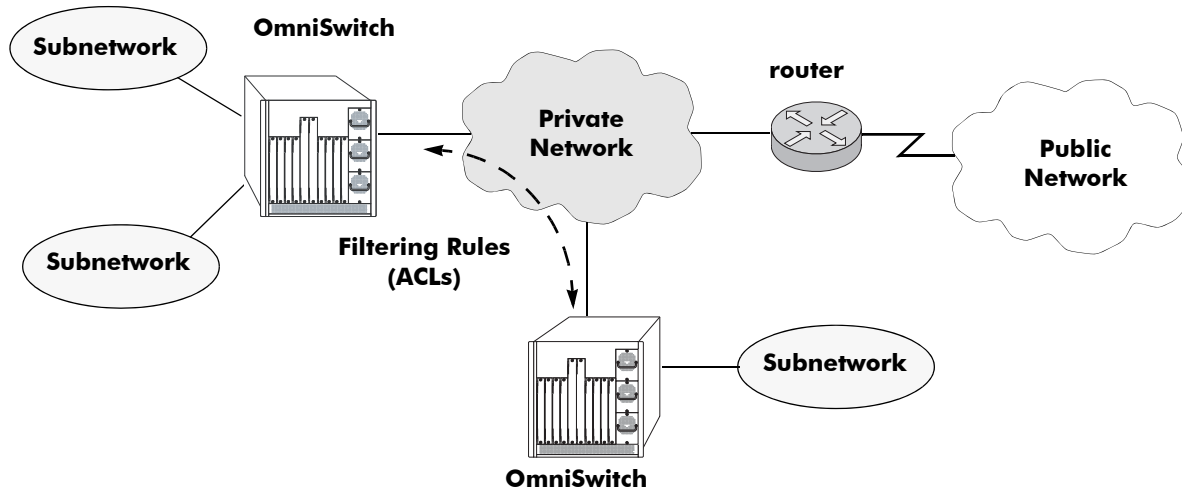 OmniSwitch
Subnetwork
router
Private
Network
Public
Network
Filtering Rules
(ACLs)
Subnetwork
Subnetwork
OmniSwitch